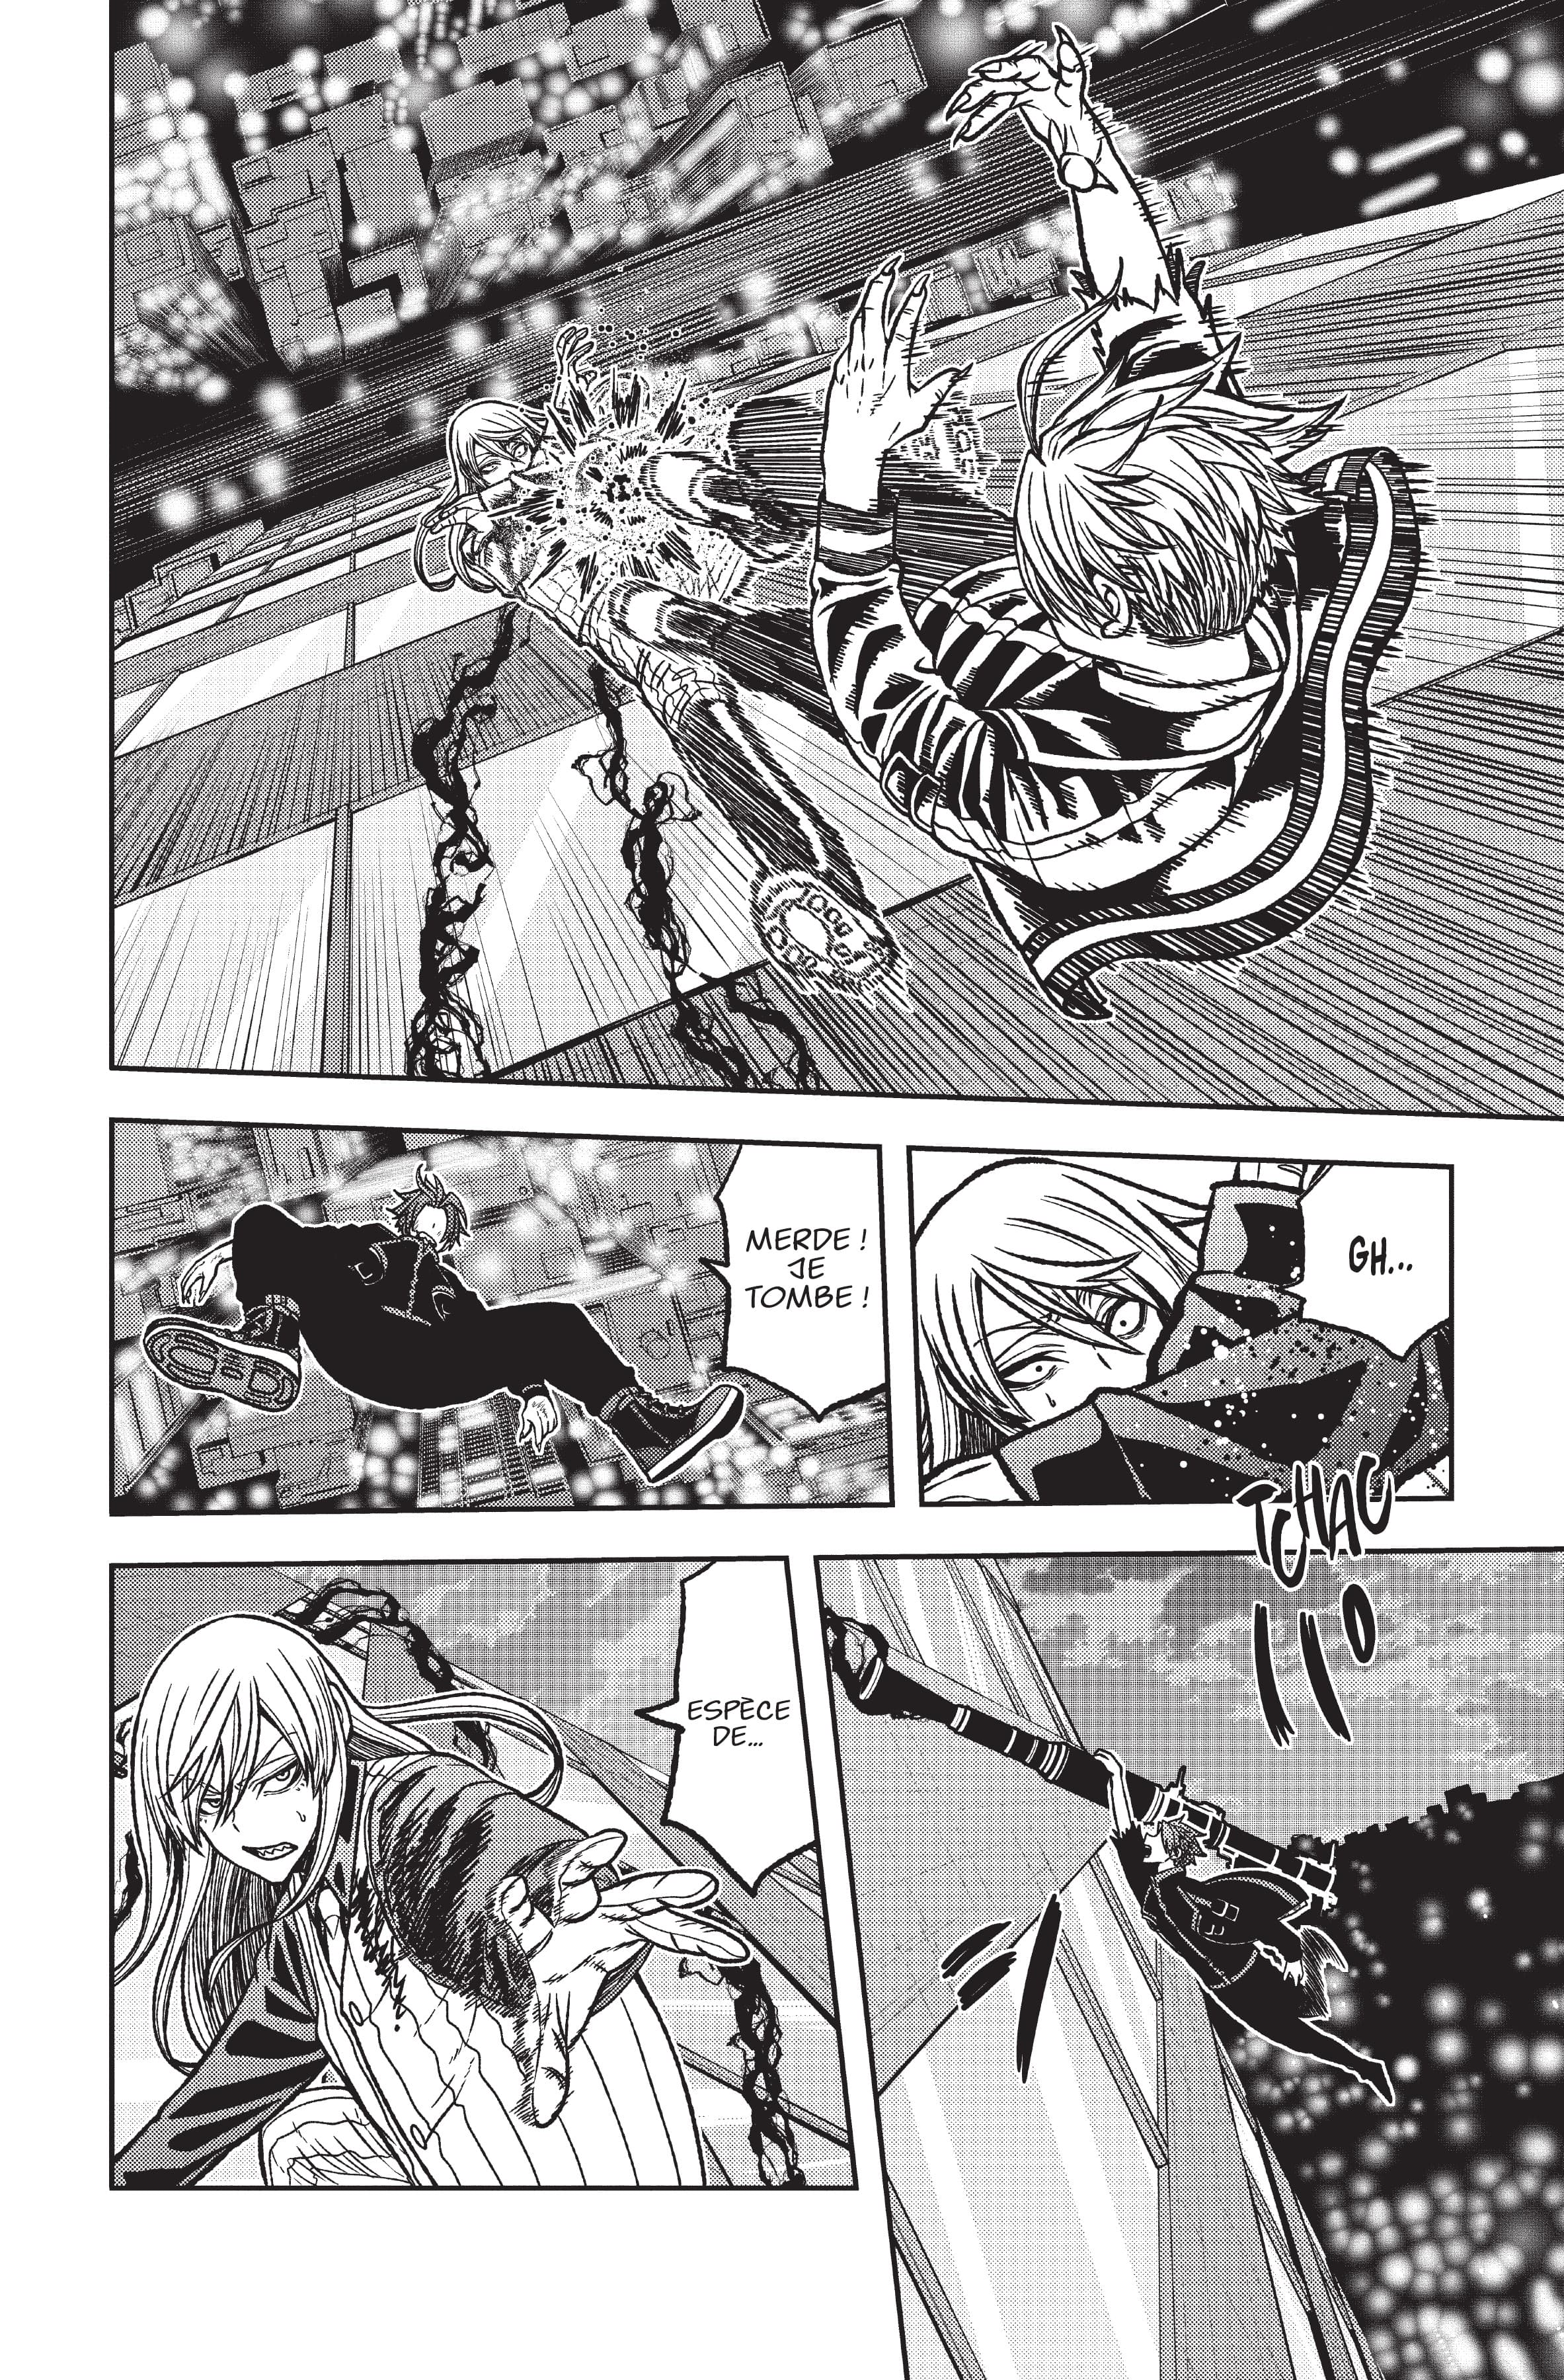 GH...
MERDE !
JE
TOMBE !
TCHAC
ESPÈCE
DE...